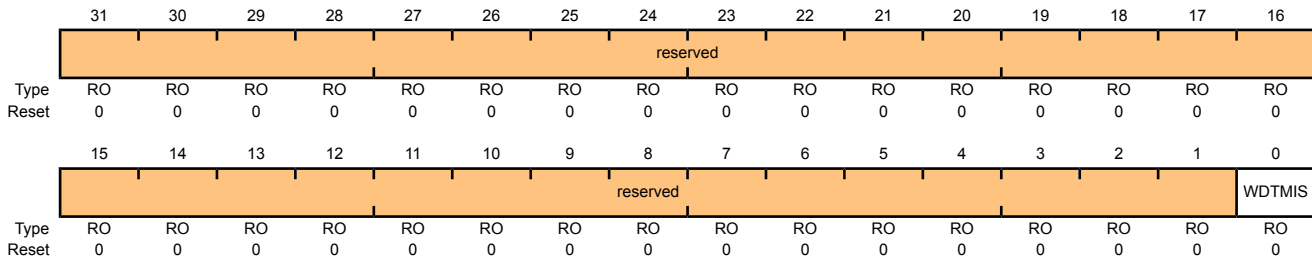 31 30 29 28 27 26 25 24 23 22 21 20 19 18 17 16
reserved
Type RO RO RO RO RO RO RO RO RO RO RO RO RO RO RO RO
Reset 0 0 0 0 0 0 0 0 0 0 0 0 0 0 0 0
15 14 13 12 11 10 9 8 7 6 5 4 3 2 1 0
reserved WDTMIS
Type RO RO RO RO RO RO RO RO RO RO RO RO RO RO RO RO
Reset 0 0 0 0 0 0 0 0 0 0 0 0 0 0 0 0